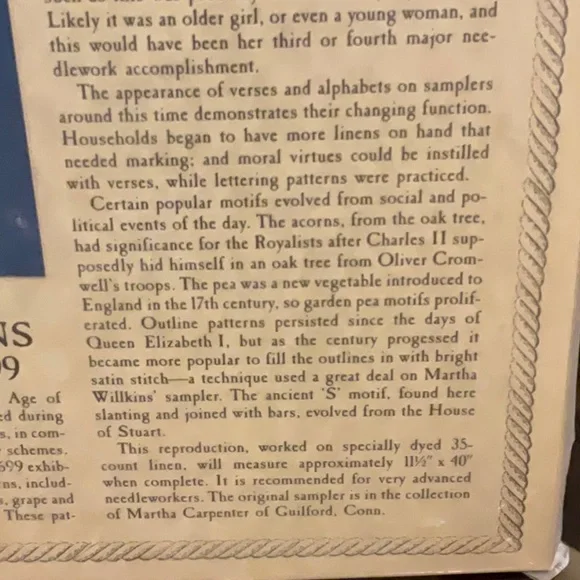 Likely it was an older girl, or even a young woman, and
this would have been her third or fourth major nee-
dlework accomplishment.
The appearance of verses and alphabets on samplers
around this time demonstrates their changing function.
Households began to have more linens on hand that
needed marking; and moral virtues could be instilled
with verses, while lettering patterns were practiced.
Certain popular motifs evolved from social and po-
litical events of the day. The acorns, from the oak tree,
had significance for the Royalists after Charles II sup-
posedly hid himself in an oak tree from Oliver Crom-
well's troops. The pea was a new vegetable introduced to
England in the 17th century, so garden pea motifs prolif-
erated. Outline patterns persisted since the days of
Queen Elizabeth I, but as the century progessed it
became more popular to fill the outlines in with bright
satin stitch—a technique used a great deal on Martha
Willkins' sampler. The ancient 'S' motif, found here
slanting and joined with bars, evolved from the House
of Stuart.
This reproduction, worked on specially dyed 35-
count linen, will measure approximately 11½" x 40"
when complete. It is recommended for very advanced
needleworkers. The original sampler is in the collection
of Martha Carpenter of Guilford, Conn.
NS
99
Age of
ed during
s, in com-
schemes.
699 exhib-
ns, includ-
s, grape and
These pat-